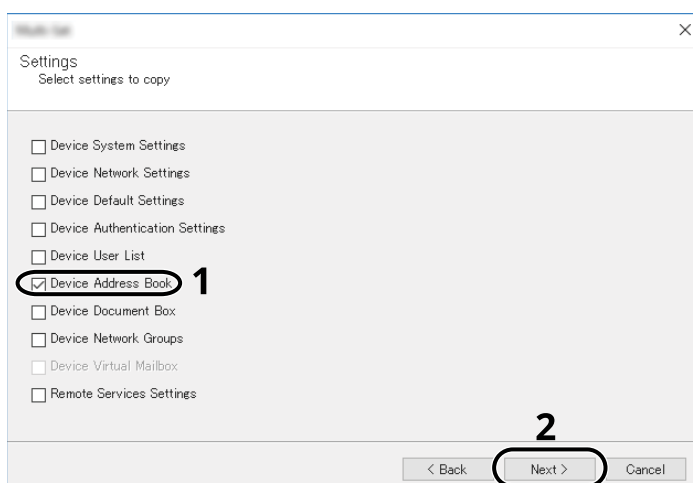 Settings
Select settings to copy
Device System Settings
Device Network Settings
Device Default Settings
Device Authentication Settings
Device User List
Device Address Book 1
Device Document Box
Device Network Groups
Device Virtual Mailbox
Remote Services Settings
2
< Back Next > Cancel